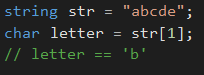 string str = "abcde";
char letter = str[1];
// letter == 'b'